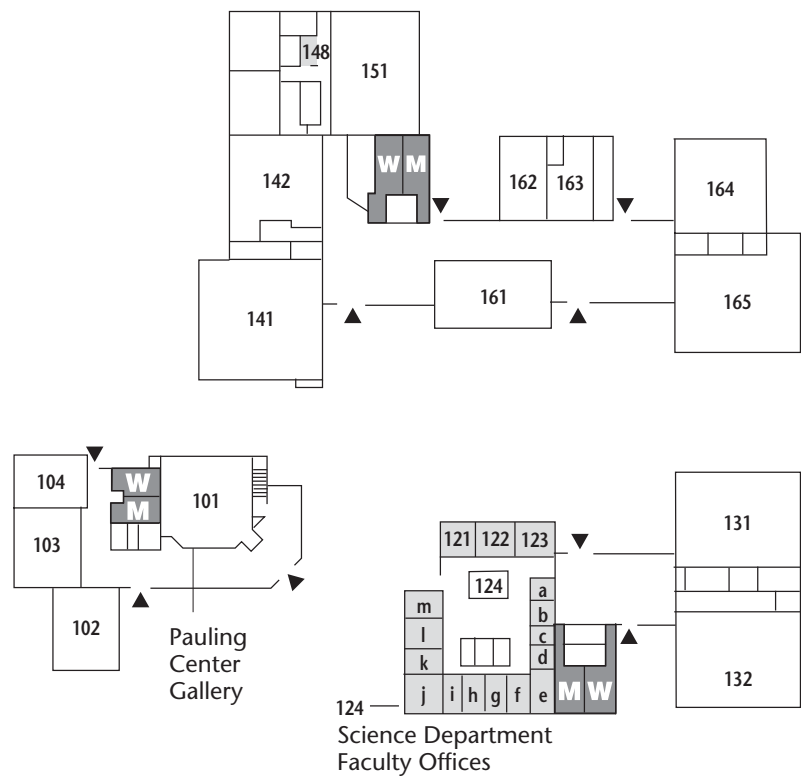 148
151
W M
142
162
163
164
161
141
165
104
W
M
101
103
102
Pauling
Center
Gallery
121 122 123
131
124
a
b
c
d
e
m
l
k
j
i h g f
M W
132
124
Science Department
Faculty Offices